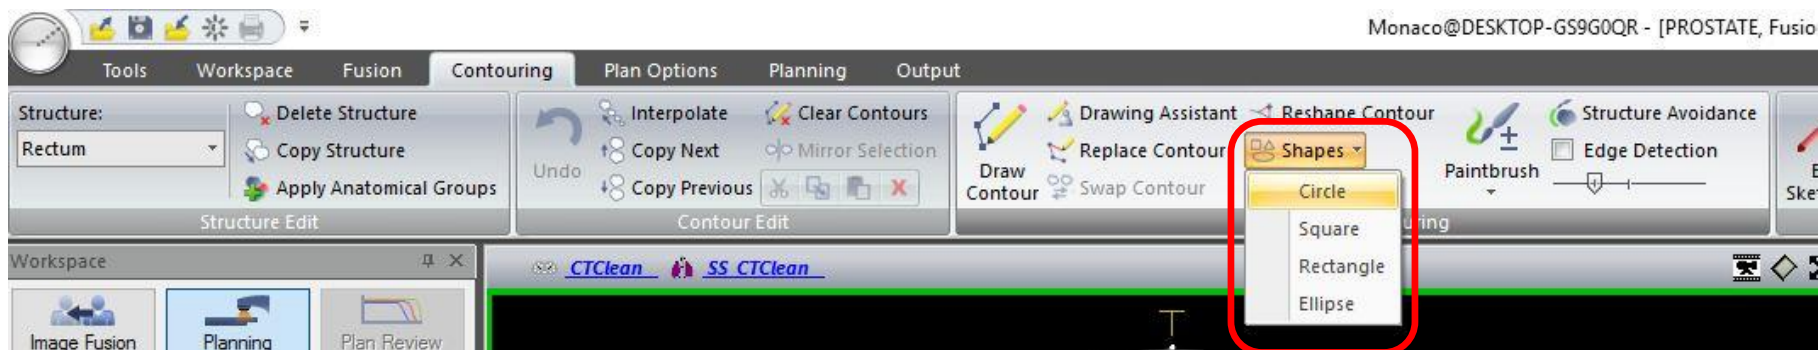 Monaco@DESKTOP-GS9G0QR - [PROSTATE, Fusio
Tools Workspace Fusion Contouring Plan Options Planning Output
Structure:
Rectum
Delete Structure
Copy Structure
Apply Anatomical Groups
Structure Edit
Undo
Interpolate
Copy Next
Copy Previous
Clear Contours
Mirror Selection
Contour Edit
Draw
Contour
Drawing Assistant
Replace Contour
Swap Contour
Reshape Contour
Shapes
Circle
Square
Rectangle
Ellipse
Paintbrush
Structure Avoidance
Edge Detection
Workspace
CTClean SS_CTClean
Image Fusion
Planning
Plan Review